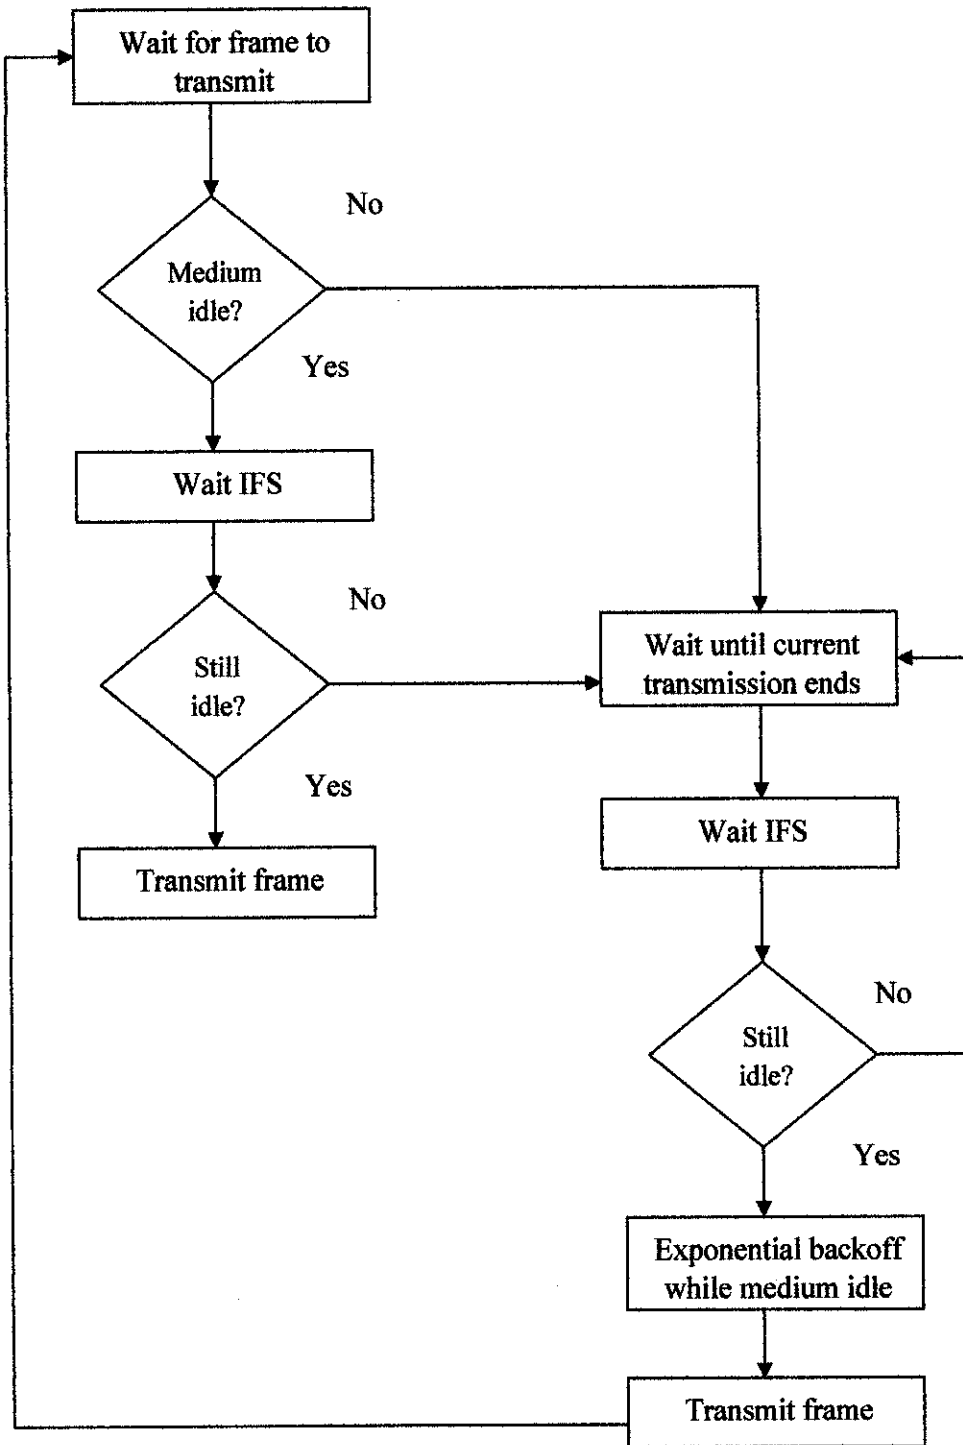 Wait for frame to
transmit
No
Medium
idle?
Yes
Wait IFS
No
Still
idle?
Yes
Transmit frame
Wait until current
transmission ends
Wait IFS
No
Still
idle?
Yes
Exponential backoff
while medium idle
Transmit frame